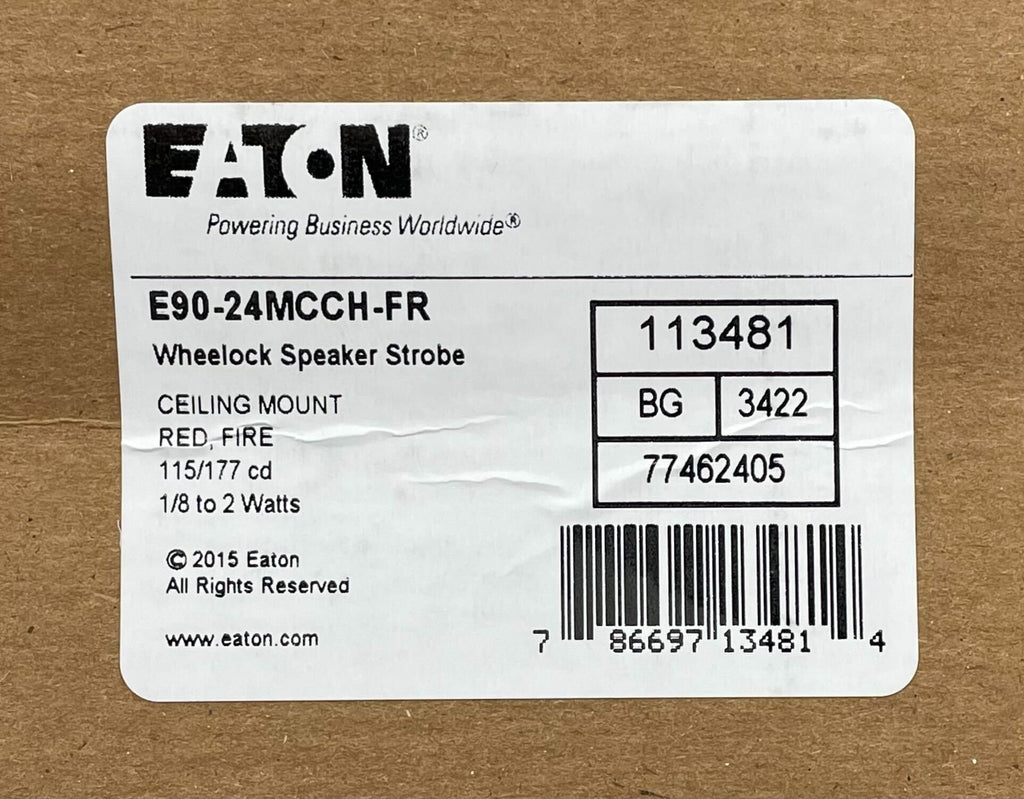 EATON®
Powering Business Worldwide®
E90-24MCCH-FR
Wheelock Speaker Strobe
CEILING MOUNT
RED, FIRE
115/177 cd
1/8 to 2 Watts
© 2015 Eaton
All Rights Reserved
www.eaton.com
113481
BG 3422
77462405
7 86697 13481 4